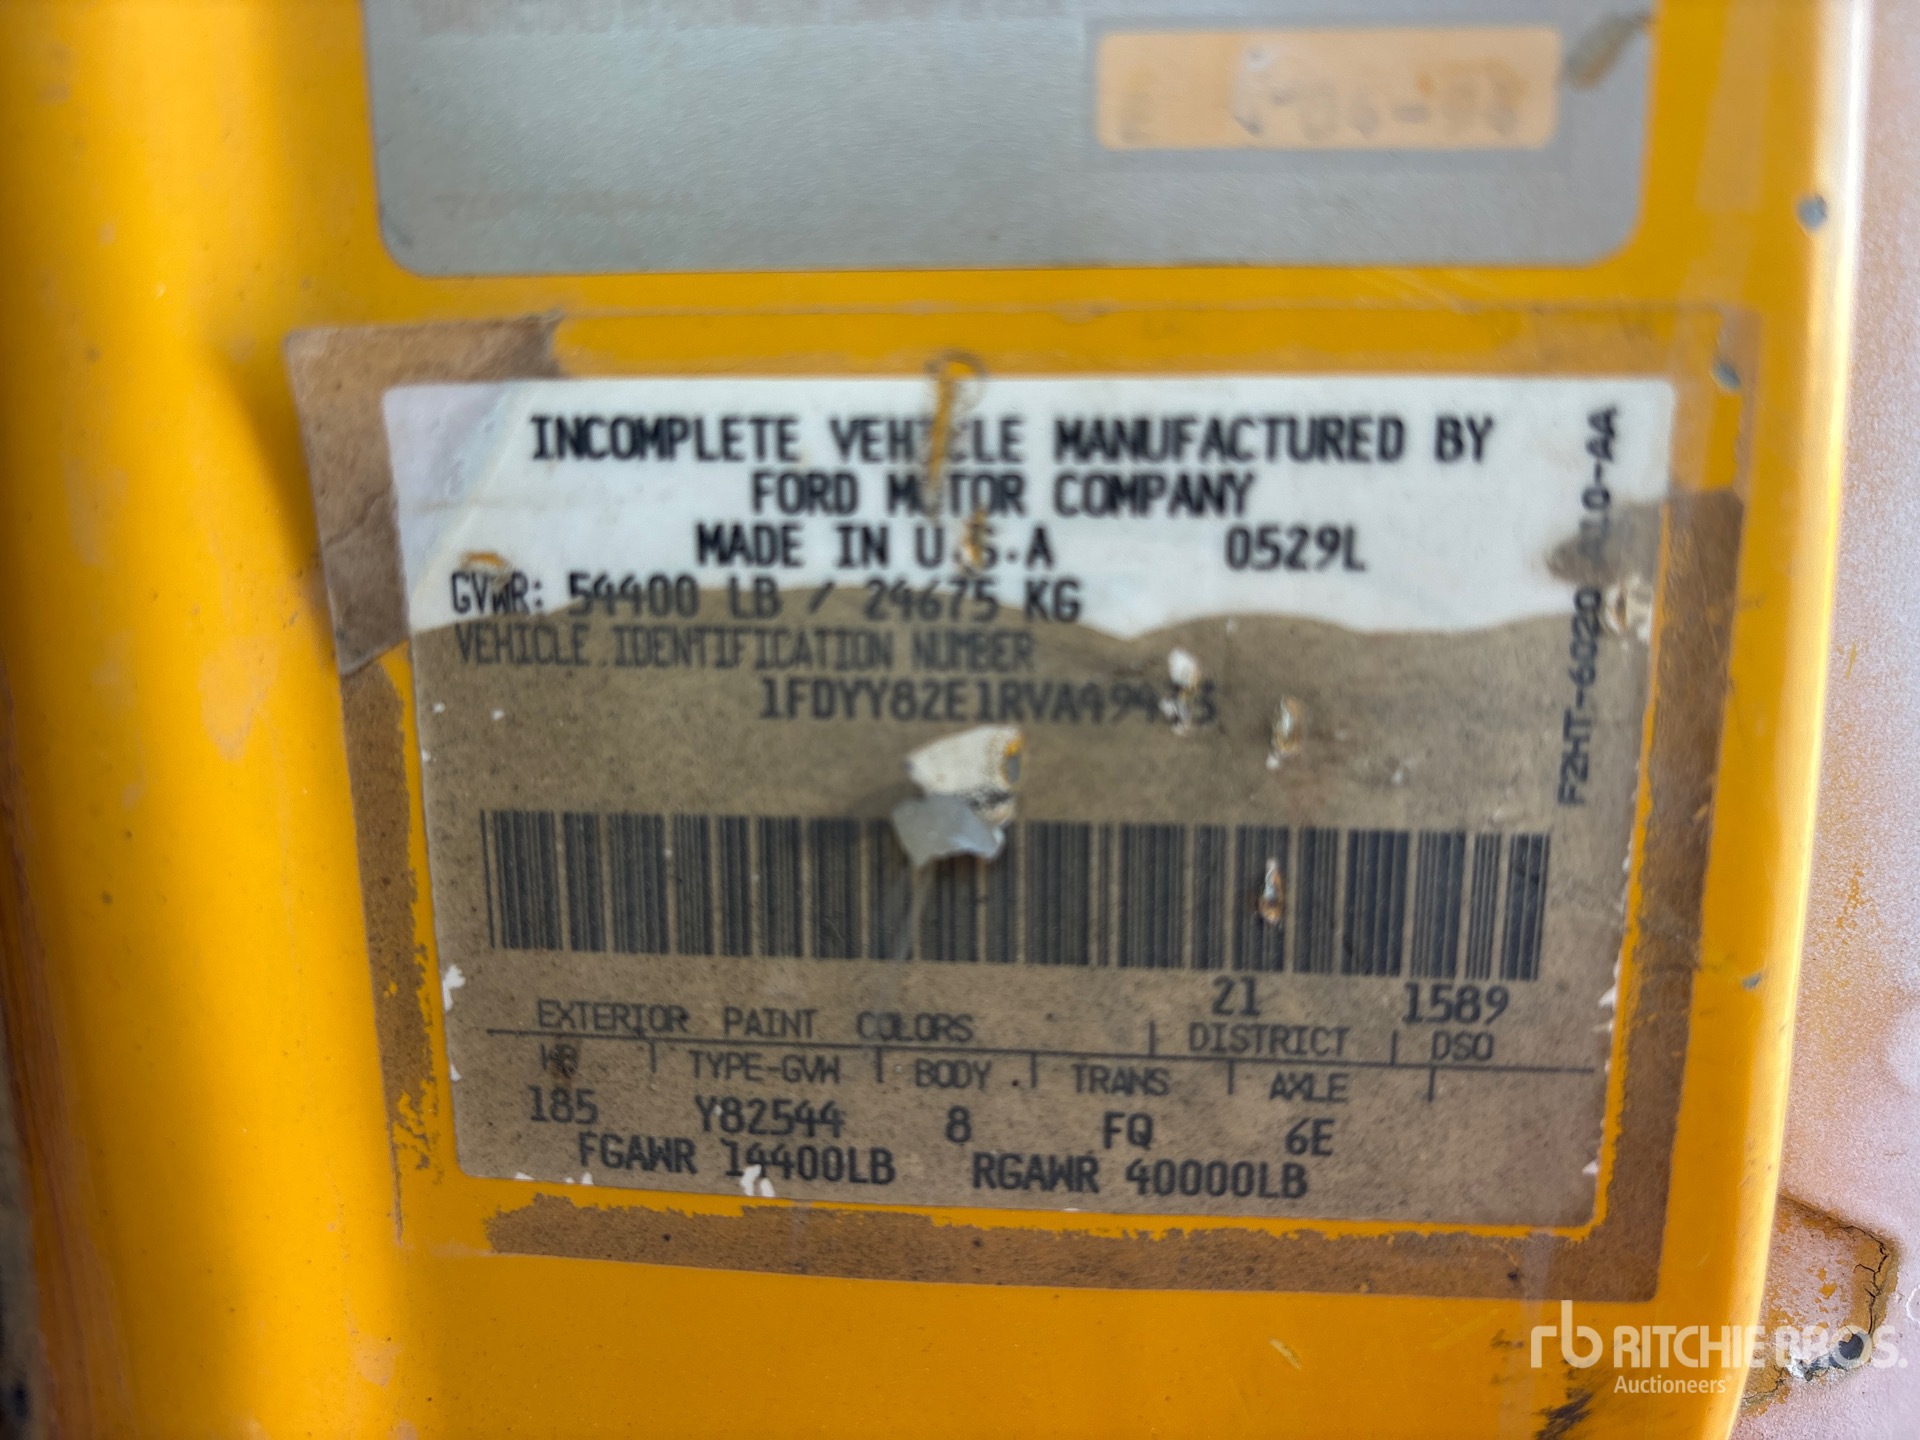 INCOMPLETE VEHICLE MANUFACTURED BY
FORD MOTOR COMPANY
MADE IN U.S.A 0529L
GVWR: 54400 LB / 24675 KG
VEHICLE IDENTIFICATION NUMBER
21 1589
EXTERIOR PAINT COLORS | DISTRICT | DSO
WB | TYPE-GVW | BODY | TRANS | AXLE |
185 Y82544 8 FQ 6E
FGAWR 14400LB RGAWR 40000LB
rb RITCHIE BROS.
Auctioneers